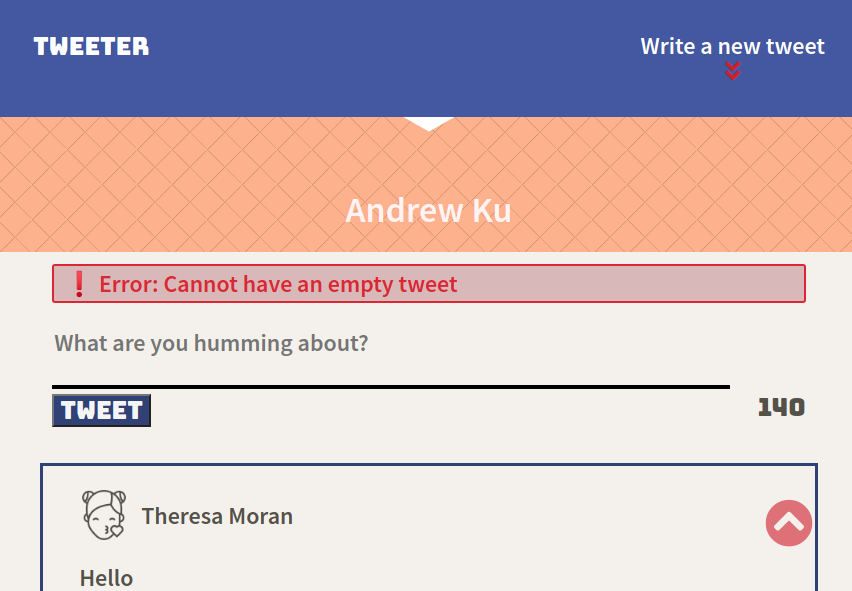 TWEETER
Write a new tweet
Andrew Ku
❗ Error: Cannot have an empty tweet
What are you humming about?
TWEET
140
Theresa Moran
Hello